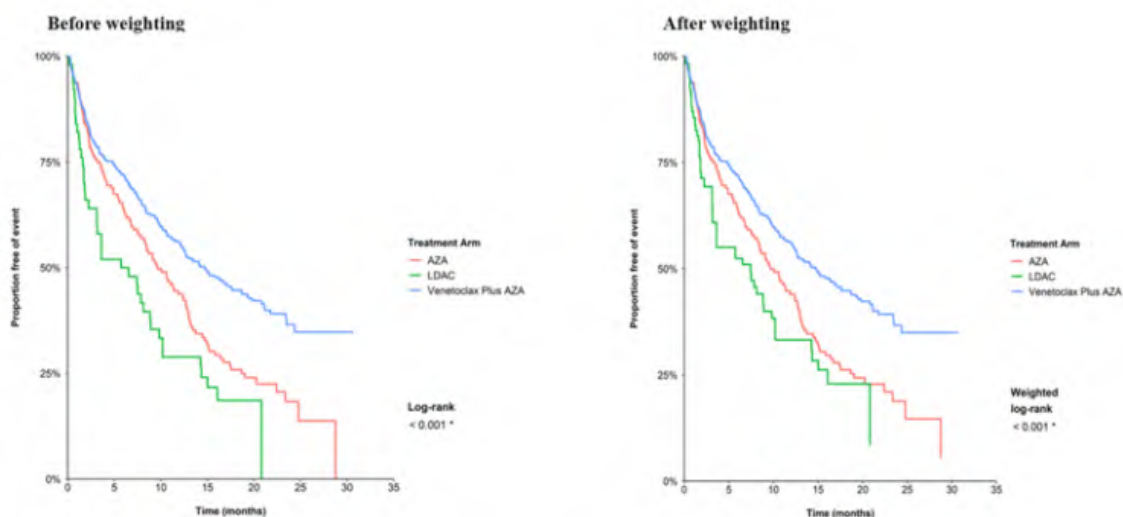 Before weighting
100%
75%
50%
25%
0%
Proportion free of event
0 5 10 15 20 25 30 35
Time (months)
Treatment Arm
AZA
LDAC
Venetoclax Plus AZA
Log-rank
< 0.001 *
After weighting
100%
75%
50%
25%
0%
Proportion free of event
0 5 10 15 20 25 30 35
Time (months)
Treatment Arm
AZA
LDAC
Venetoclax Plus AZA
Weighted
log-rank
< 0.001 *